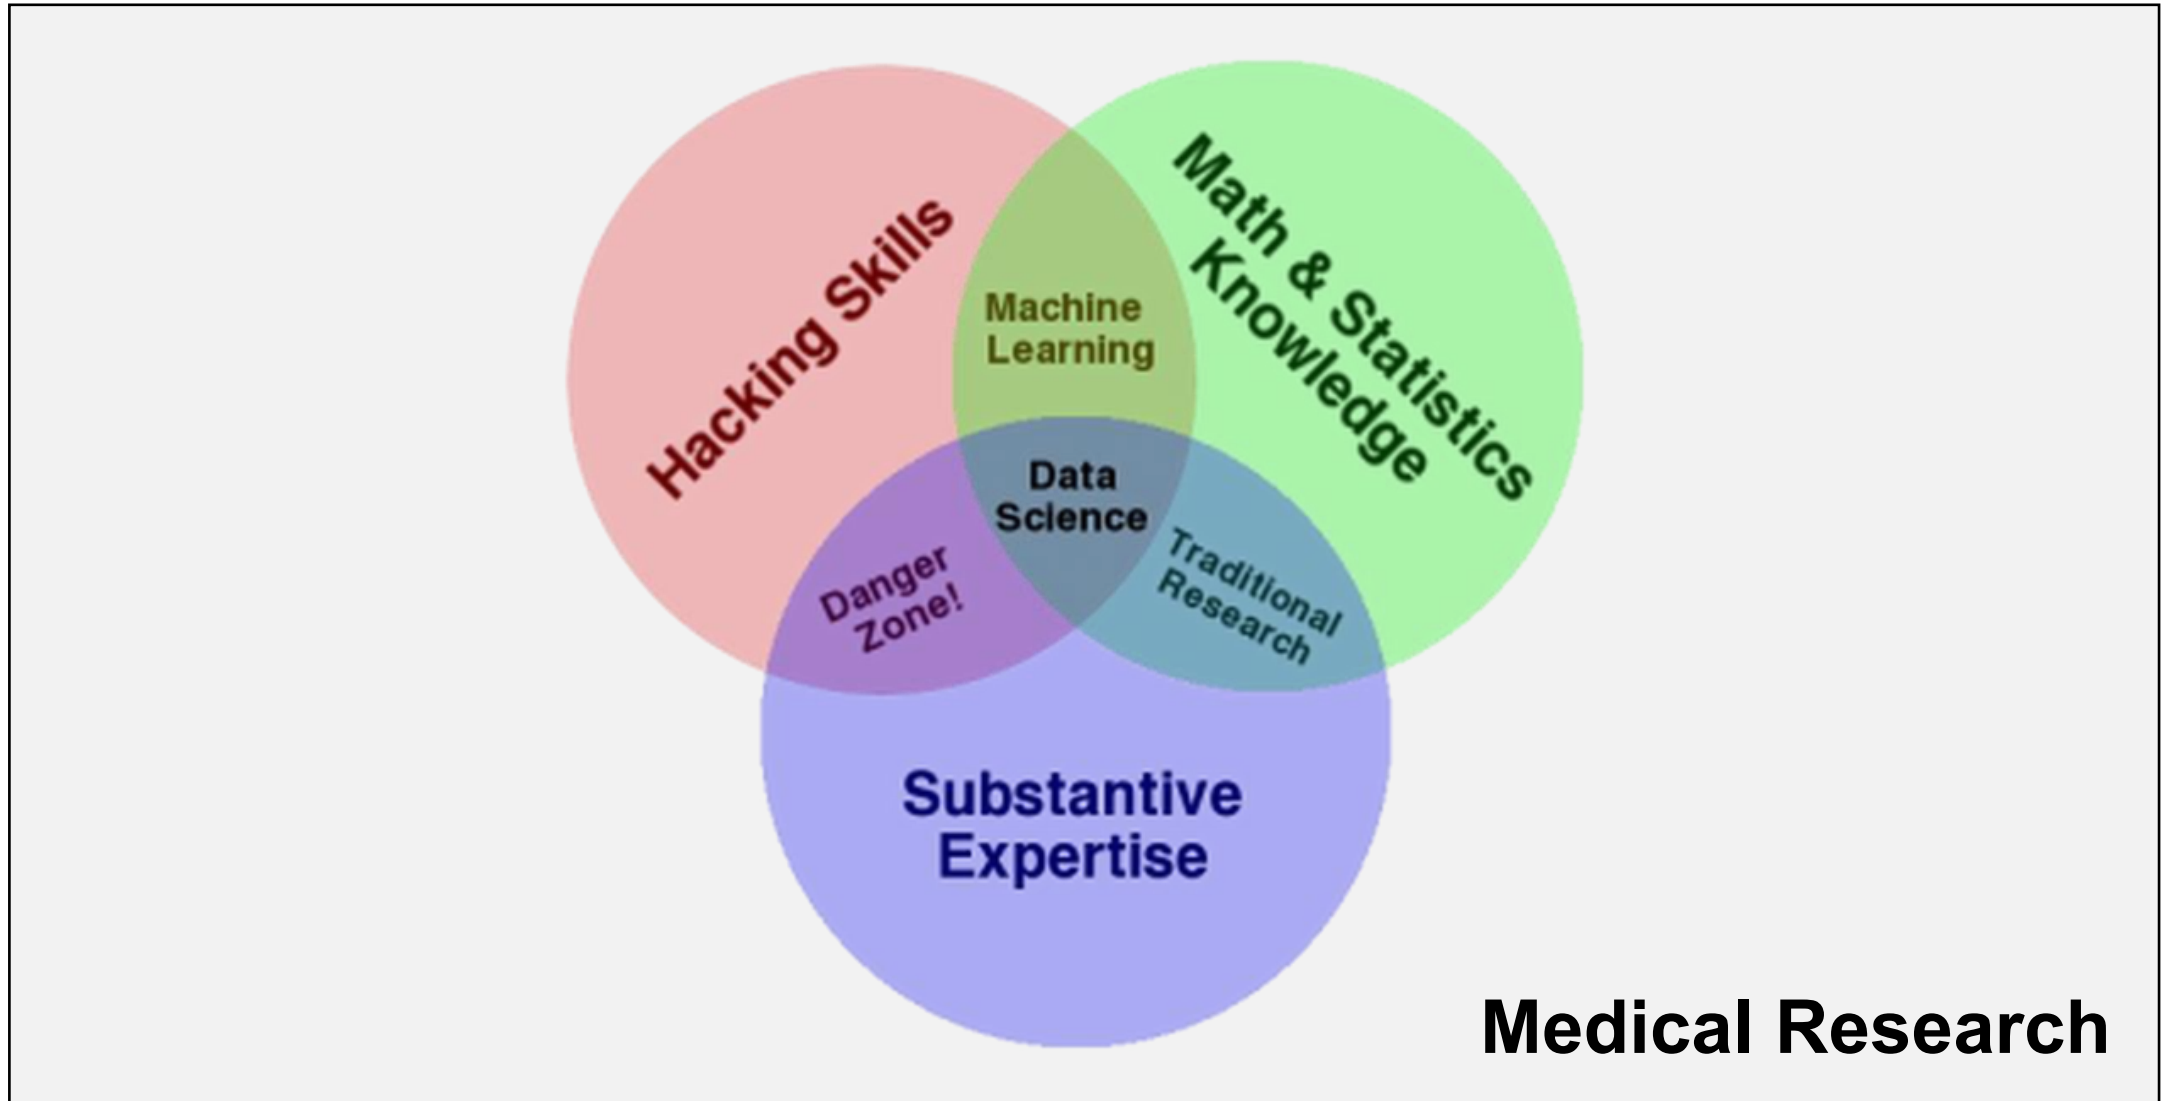 Hacking Skills
Math & Statistics
Knowledge
Machine
Learning
Data
Science
Danger
Zone!
Traditional
Research
Substantive
Expertise
Medical Research